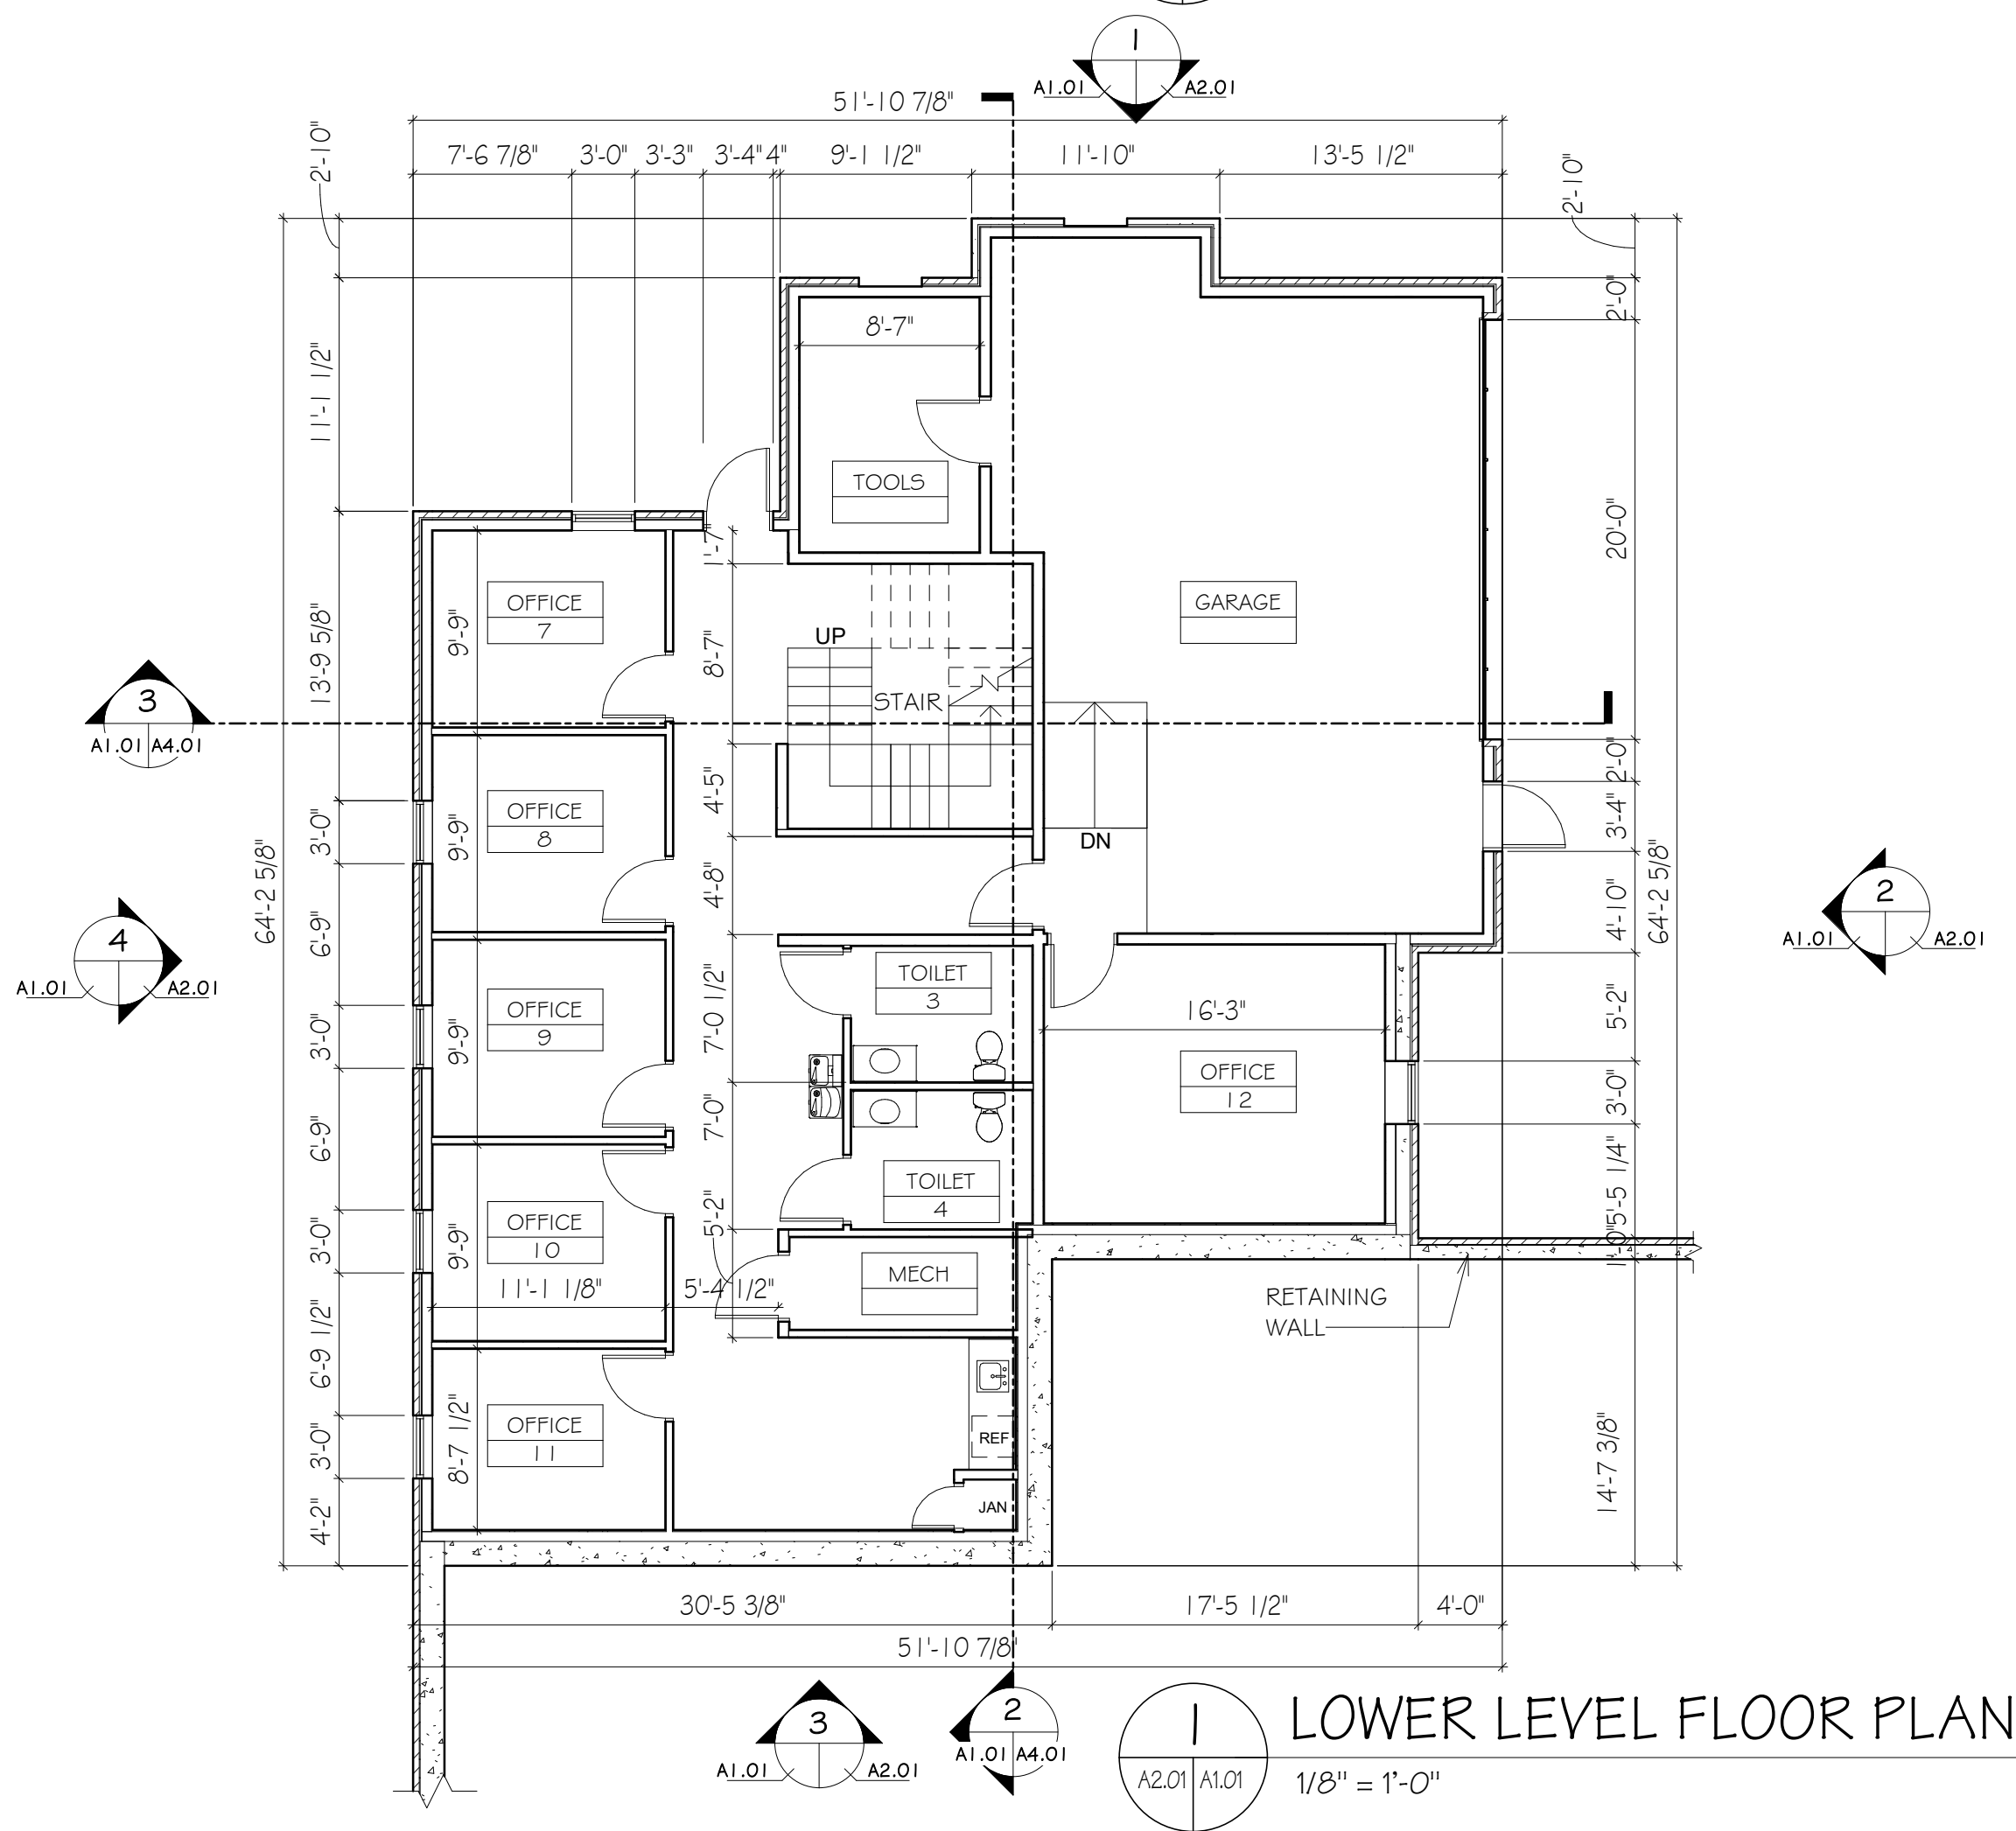 1
A1.01 A2.01
51'-10 7/8"
7'-6 7/8" 3'-0" 3'-3" 3'-4" 4" 9'-1 1/2" 11'-10" 13'-5 1/2"
2'-10"
2'-10"
11'-1 1/2"
2'-0"
8'-7"
TOOLS
20'-0"
1'-7"
13'-9 5/8"
OFFICE
7
9'-9"
8'-7"
UP
STAIR
GARAGE
3
A1.01 A4.01
3'-0"
OFFICE
8
9'-9"
4'-5"
2'-0"
3'-4"
DN
64'-2 5/8"
6'-9"
4'-8"
4'-10"
64'-2 5/8"
4
A1.01 A2.01
2
A1.01 A2.01
3'-0"
OFFICE
9
9'-9"
7'-0 1/2"
TOILET
3
16'-3"
5'-2"
OFFICE
12
3'-0"
6'-9"
7'-0"
TOILET
4
5'-5 1/4"
3'-0"
OFFICE
10
9'-9"
5'-2"
1'-0"
11'-1 1/8" 5'-4 1/2"
MECH
RETAINING
WALL
6'-9 1/2"
3'-0"
OFFICE
11
8'-7 1/2"
REF
JAN
14'-7 3/8"
4'-2"
30'-5 3/8" 17'-5 1/2" 4'-0"
51'-10 7/8"
3
A1.01 A2.01
2
A1.01 A4.01
1
A2.01 A1.01
LOWER LEVEL FLOOR PLAN
1/8" = 1'-0"